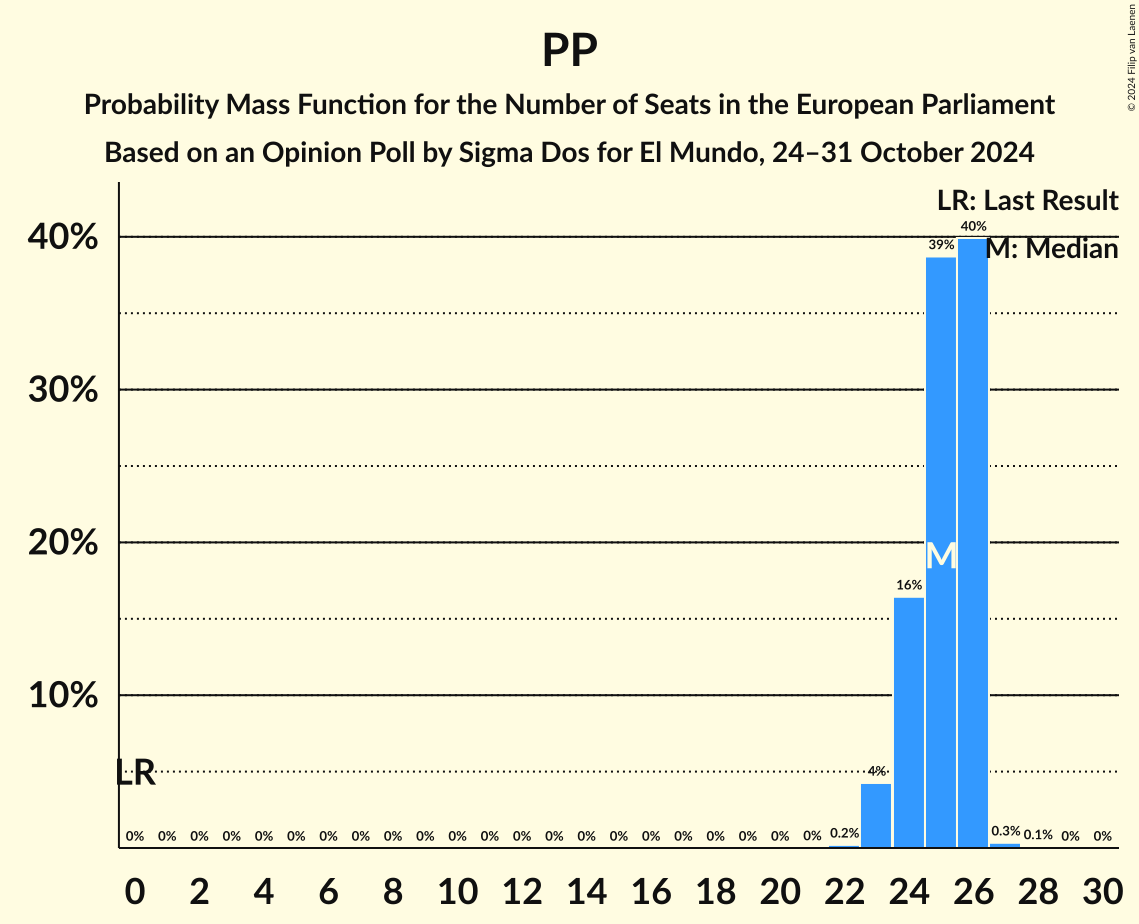 PP
Probability Mass Function for the Number of Seats in the European Parliament
Based on an Opinion Poll by Sigma Dos for El Mundo, 24–31 October 2024
© 2024 Filip van Laenen
LR: Last Result
M: Median
40%
30%
20%
10%
LR
M
0% 0% 0% 0% 0% 0% 0% 0% 0% 0% 0% 0% 0% 0% 0% 0% 0% 0% 0% 0% 0% 0% 0.2% 4% 16% 39% 40% 0.3% 0.1% 0% 0%
0 2 4 6 8 10 12 14 16 18 20 22 24 26 28 30